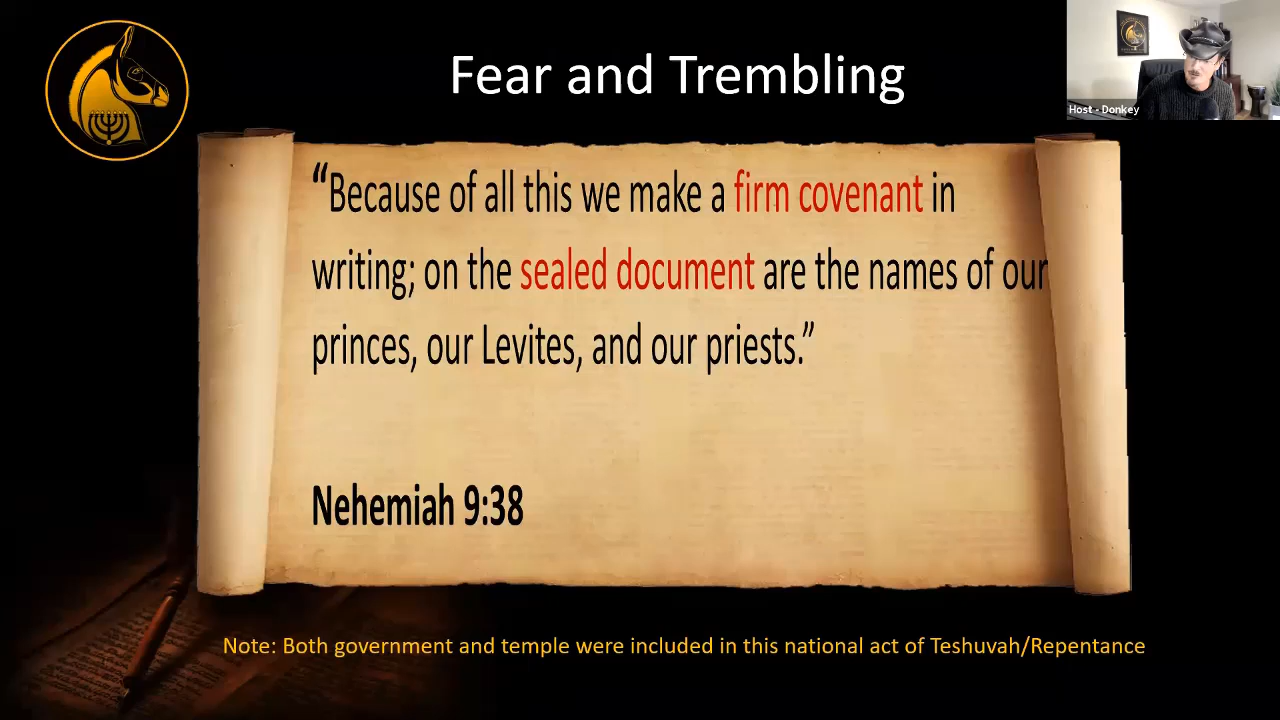 Fear and Trembling
Host - Donkey
“Because of all this we make a firm covenant in
writing; on the sealed document are the names of our
princes, our Levites, and our priests.”
Nehemiah 9:38
Note: Both government and temple were included in this national act of Teshuvah/Repentance